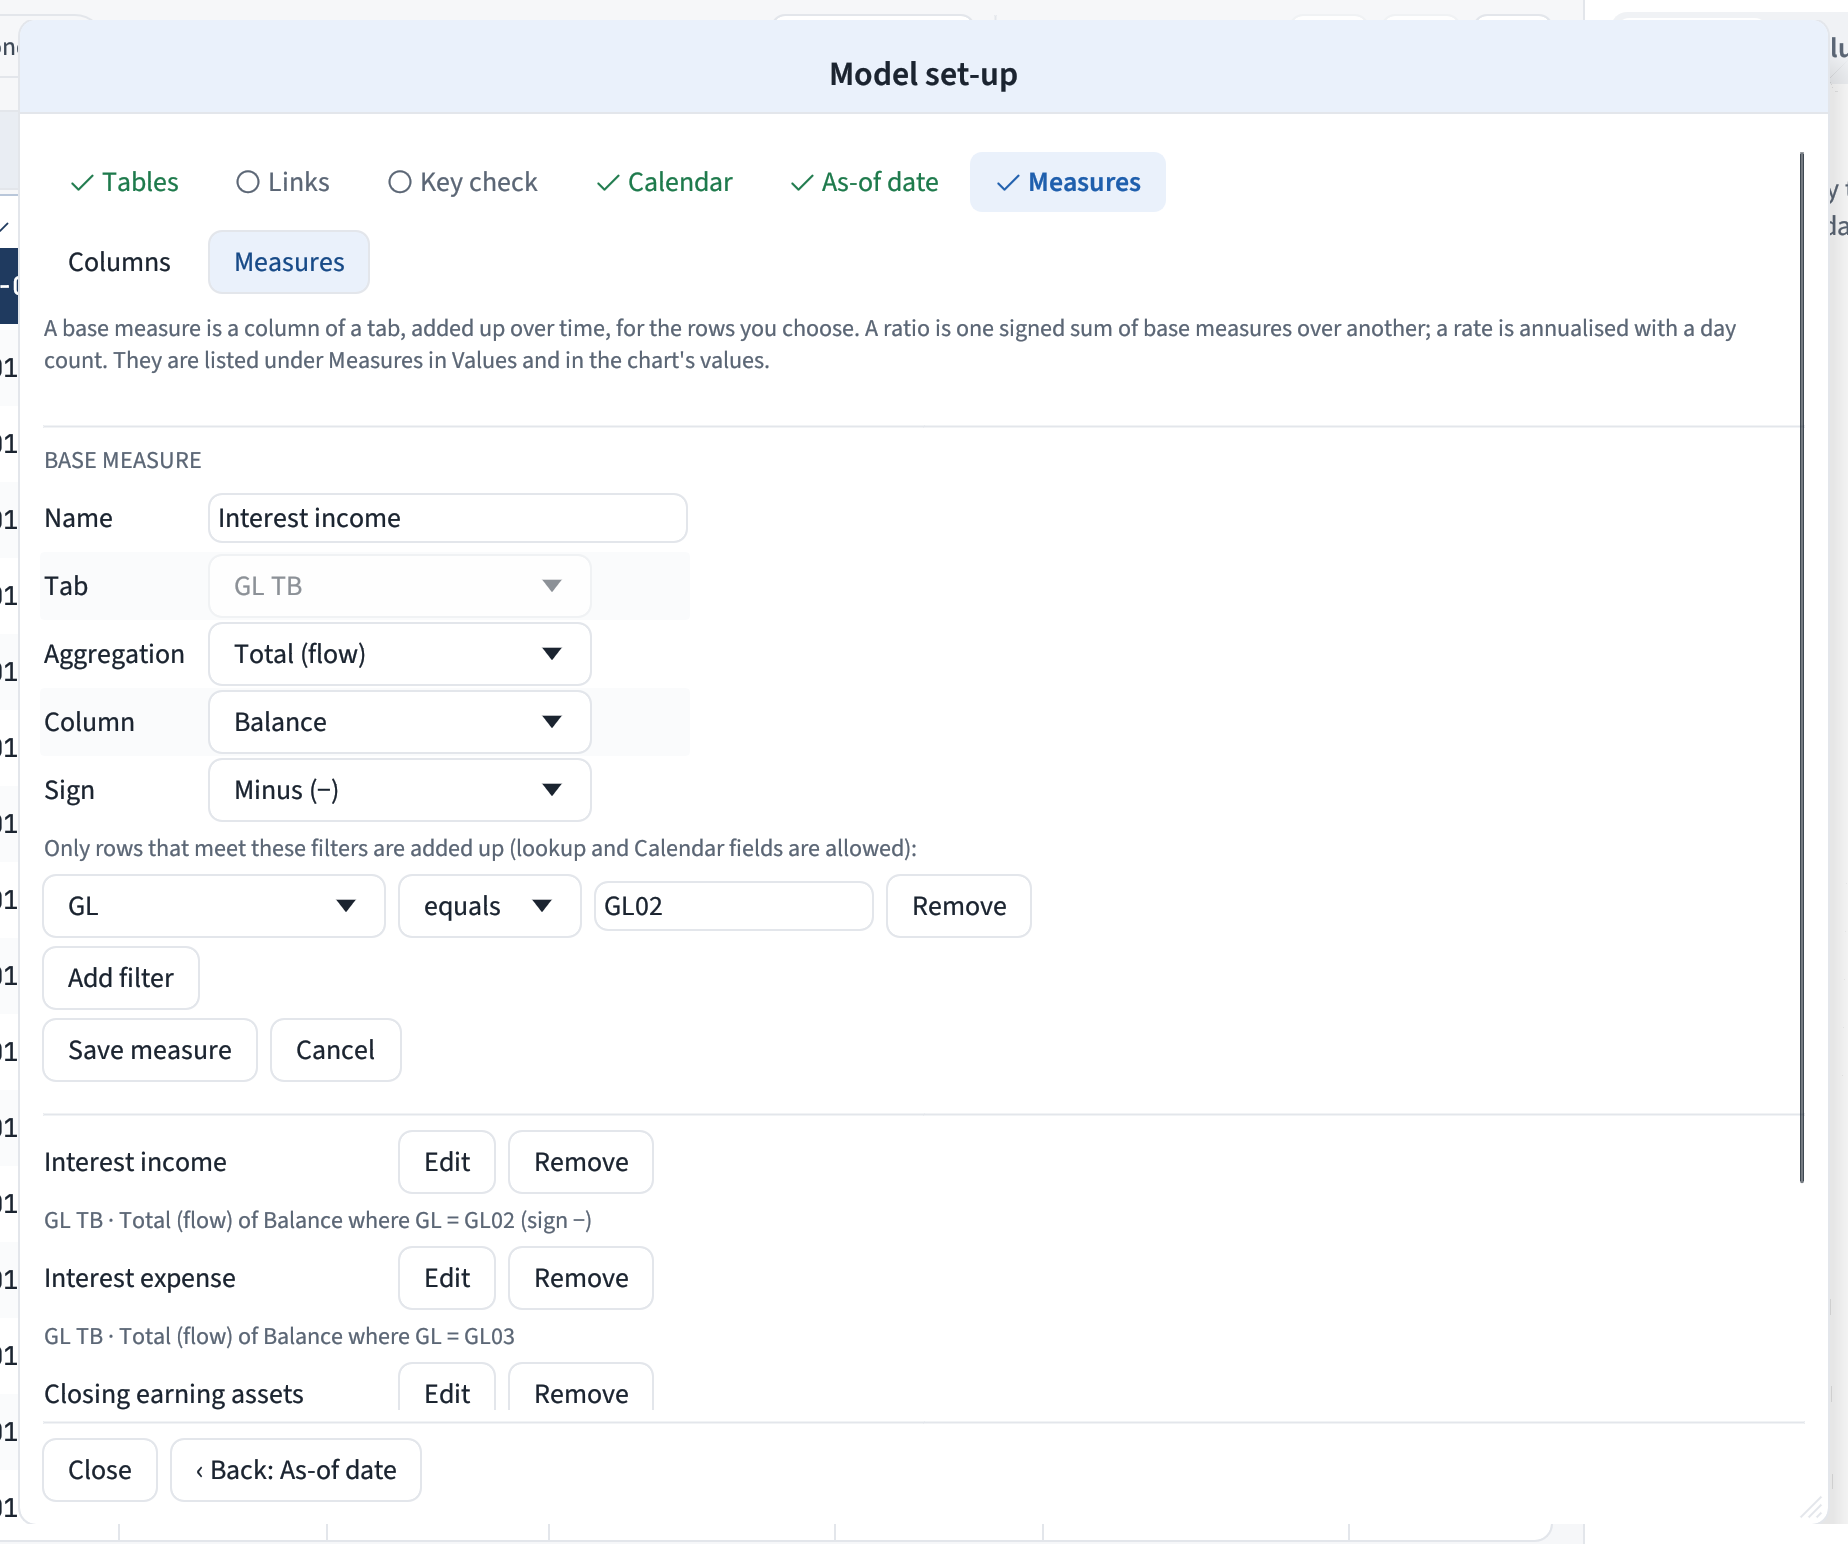 Model set-up
Tables Links Key check Calendar As-of date Measures
Columns Measures
A base measure is a column of a tab, added up over time, for the rows you choose. A ratio is one signed sum of base measures over another; a rate is annualised with a day
count. They are listed under Measures in Values and in the chart's values.
BASE MEASURE
Name Interest income
Tab GL TB
Aggregation Total (flow)
Column Balance
Sign Minus (−)
Only rows that meet these filters are added up (lookup and Calendar fields are allowed):
GL equals GL02 Remove
Add filter
Save measure Cancel
Interest income Edit Remove
GL TB · Total (flow) of Balance where GL = GL02 (sign −)
Interest expense Edit Remove
GL TB · Total (flow) of Balance where GL = GL03
Closing earning assets Edit Remove
Close ‹ Back: As-of date